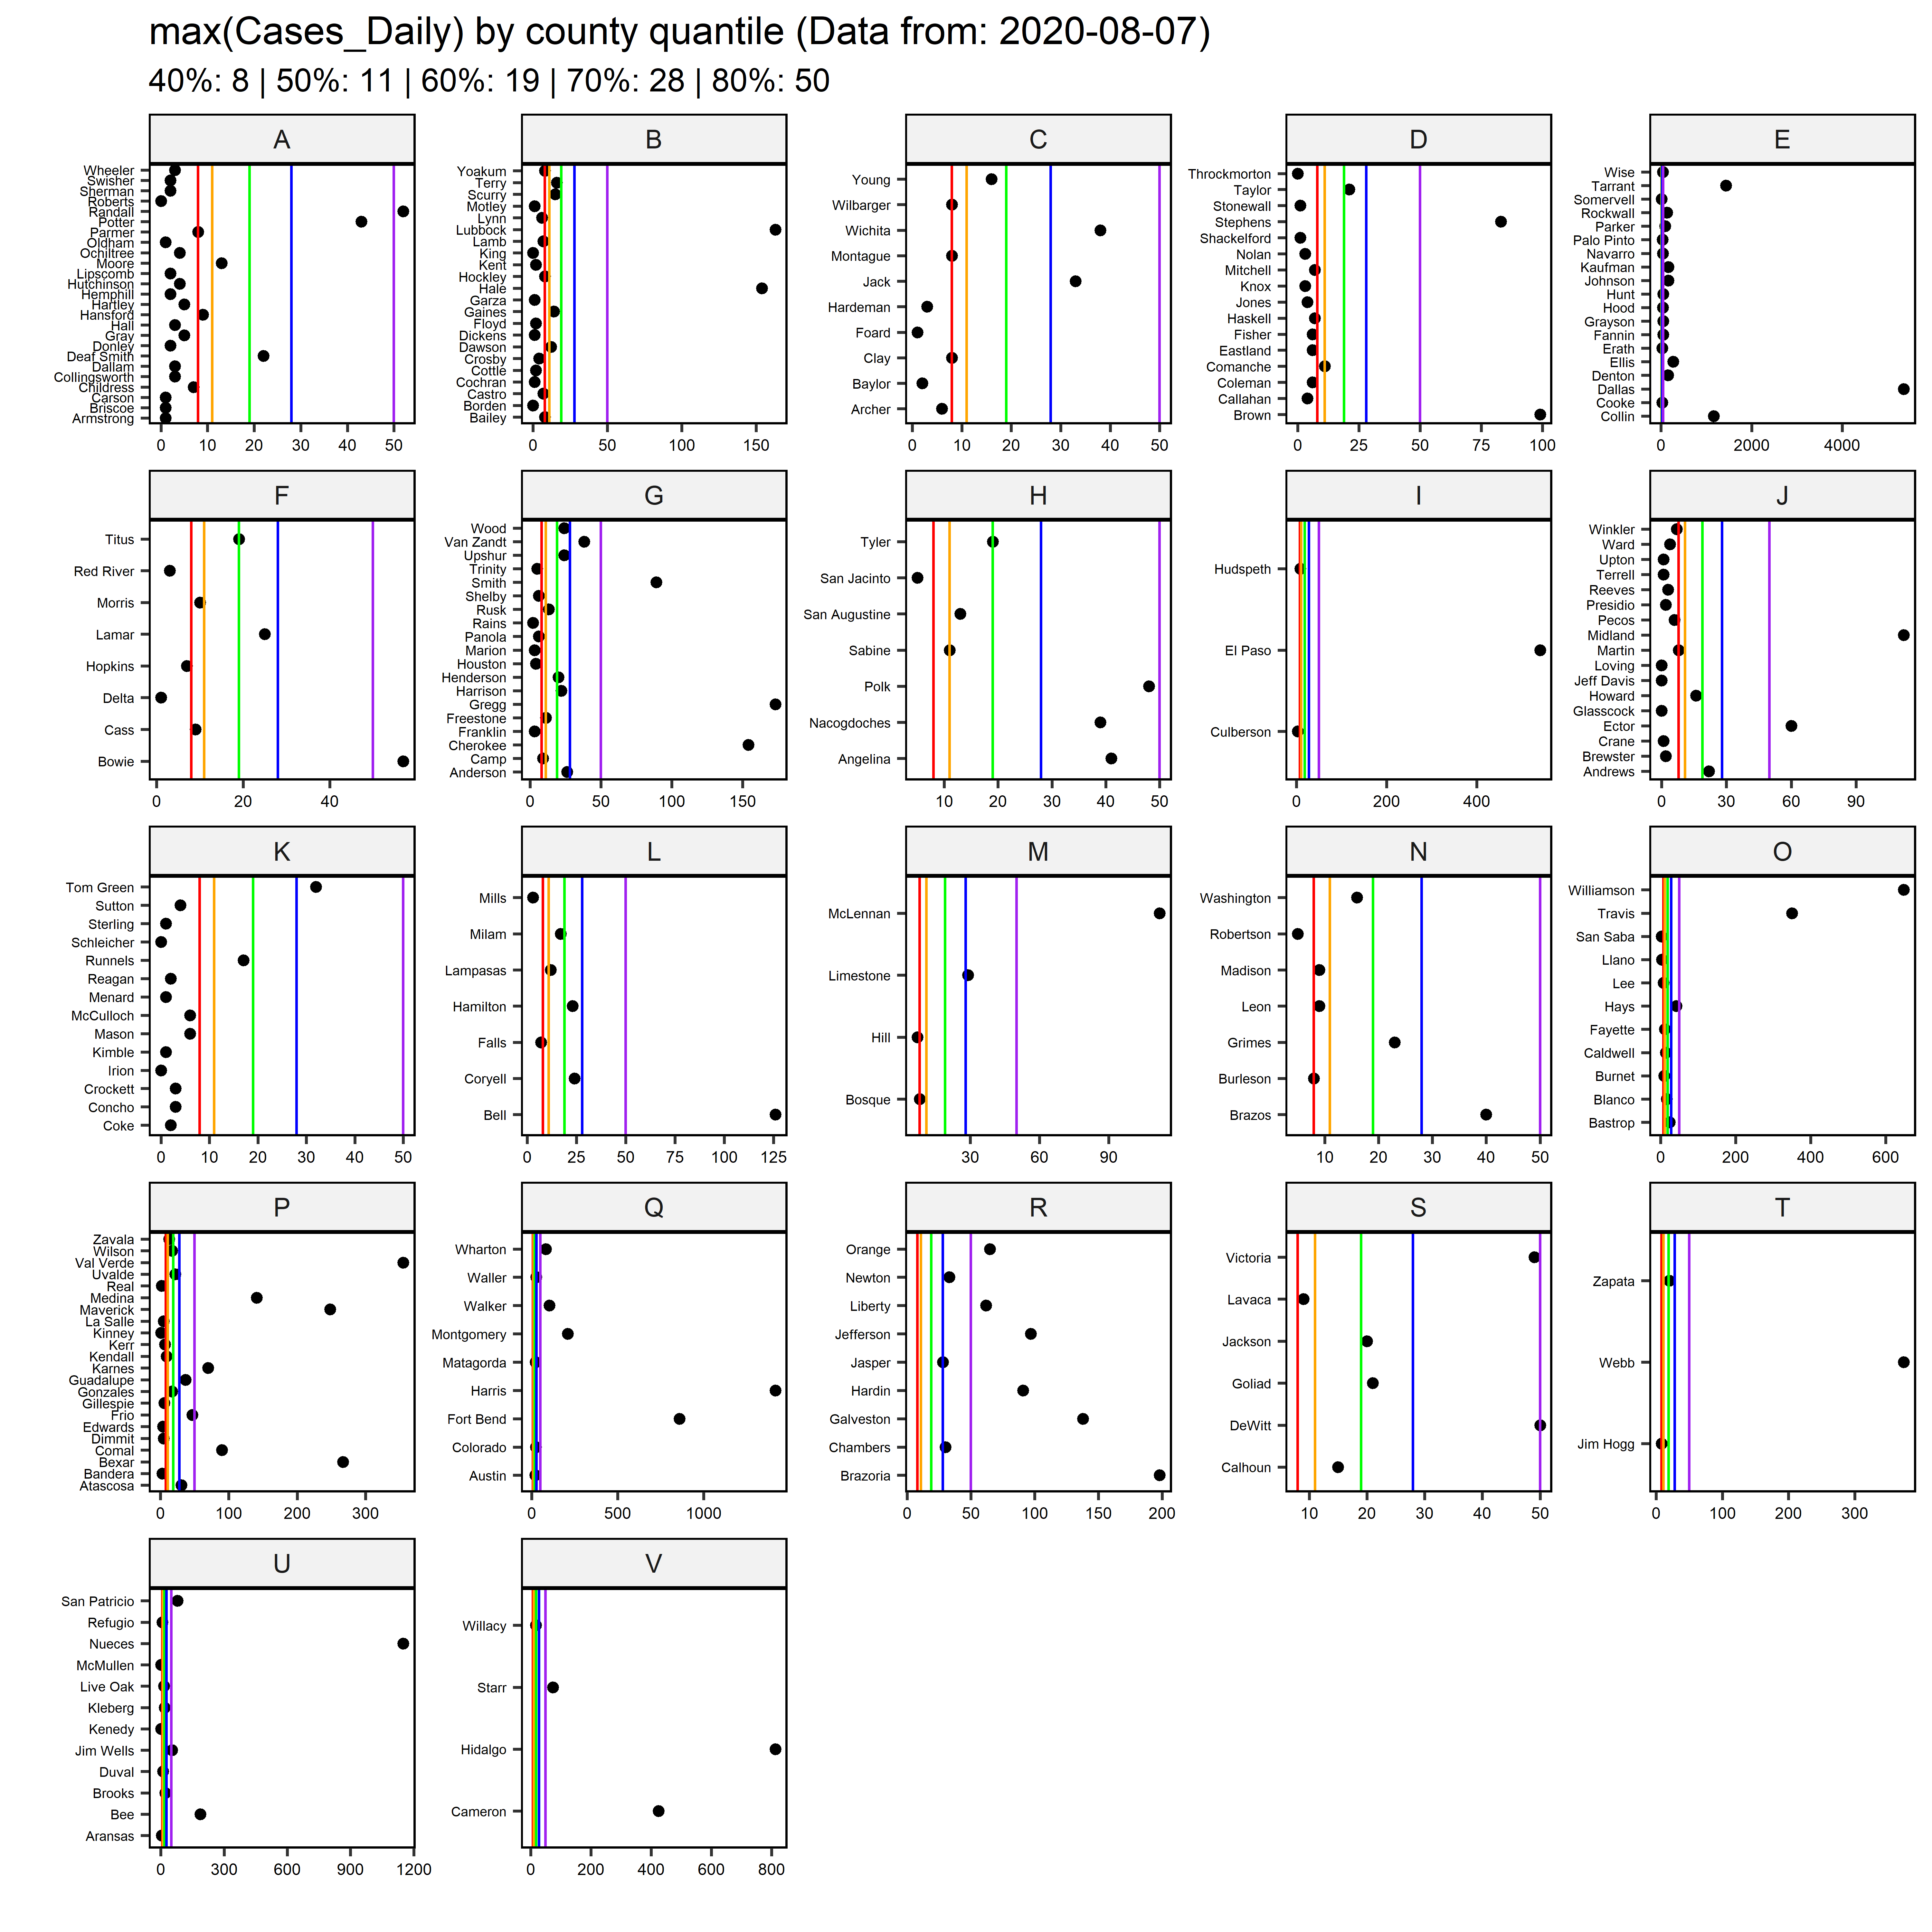 max(Cases_Daily) by county quantile (Data from: 2020-08-07)
40%: 8 | 50%: 11 | 60%: 19 | 70%: 28 | 80%: 50
A
Wheeler
Swisher
Sherman
Roberts
Randall
Potter
Parmer
Oldham
Ochiltree
Moore
Lipscomb
Hutchinson
Hemphill
Hartley
Hansford
Hall
Gray
Donley
Deaf Smith
Dallam
Collingsworth
Childress
Carson
Briscoe
Armstrong
0 10 20 30 40 50
B
Yoakum
Terry
Scurry
Motley
Lynn
Lubbock
Lamb
King
Kent
Hockley
Hale
Garza
Gaines
Floyd
Dickens
Dawson
Crosby
Cottle
Cochran
Castro
Borden
Bailey
0 50 100 150
C
Young
Wilbarger
Wichita
Montague
Jack
Hardeman
Foard
Clay
Baylor
Archer
0 10 20 30 40 50
D
Throckmorton
Taylor
Stonewall
Stephens
Shackelford
Nolan
Mitchell
Knox
Jones
Haskell
Fisher
Eastland
Comanche
Coleman
Callahan
Brown
0 25 50 75 100
E
Wise
Tarrant
Somervell
Rockwall
Parker
Palo Pinto
Navarro
Kaufman
Johnson
Hunt
Hood
Grayson
Fannin
Erath
Ellis
Denton
Dallas
Cooke
Collin
0 2000 4000
F
Titus
Red River
Morris
Lamar
Hopkins
Delta
Cass
Bowie
0 20 40
G
Wood
Van Zandt
Upshur
Trinity
Smith
Shelby
Rusk
Rains
Panola
Marion
Houston
Henderson
Harrison
Gregg
Freestone
Franklin
Cherokee
Camp
Anderson
0 50 100 150
H
Tyler
San Jacinto
San Augustine
Sabine
Polk
Nacogdoches
Angelina
10 20 30 40 50
I
Hudspeth
El Paso
Culberson
0 200 400
J
Winkler
Ward
Upton
Terrell
Reeves
Presidio
Pecos
Midland
Martin
Loving
Jeff Davis
Howard
Glasscock
Ector
Crane
Brewster
Andrews
0 30 60 90
K
Tom Green
Sutton
Sterling
Schleicher
Runnels
Reagan
Menard
McCulloch
Mason
Kimble
Irion
Crockett
Concho
Coke
0 10 20 30 40 50
L
Mills
Milam
Lampasas
Hamilton
Falls
Coryell
Bell
0 25 50 75 100 125
M
McLennan
Limestone
Hill
Bosque
30 60 90
N
Washington
Robertson
Madison
Leon
Grimes
Burleson
Brazos
10 20 30 40 50
O
Williamson
Travis
San Saba
Llano
Lee
Hays
Fayette
Caldwell
Burnet
Blanco
Bastrop
0 200 400 600
P
Zavala
Wilson
Val Verde
Uvalde
Real
Medina
Maverick
La Salle
Kinney
Kerr
Kendall
Karnes
Guadalupe
Gonzales
Gillespie
Frio
Edwards
Dimmit
Comal
Bexar
Bandera
Atascosa
0 100 200 300
Q
Wharton
Waller
Walker
Montgomery
Matagorda
Harris
Fort Bend
Colorado
Austin
0 500 1000
R
Orange
Newton
Liberty
Jefferson
Jasper
Hardin
Galveston
Chambers
Brazoria
0 50 100 150 200
S
Victoria
Lavaca
Jackson
Goliad
DeWitt
Calhoun
10 20 30 40 50
T
Zapata
Webb
Jim Hogg
0 100 200 300
U
San Patricio
Refugio
Nueces
McMullen
Live Oak
Kleberg
Kenedy
Jim Wells
Duval
Brooks
Bee
Aransas
0 300 600 900 1200
V
Willacy
Starr
Hidalgo
Cameron
0 200 400 600 800